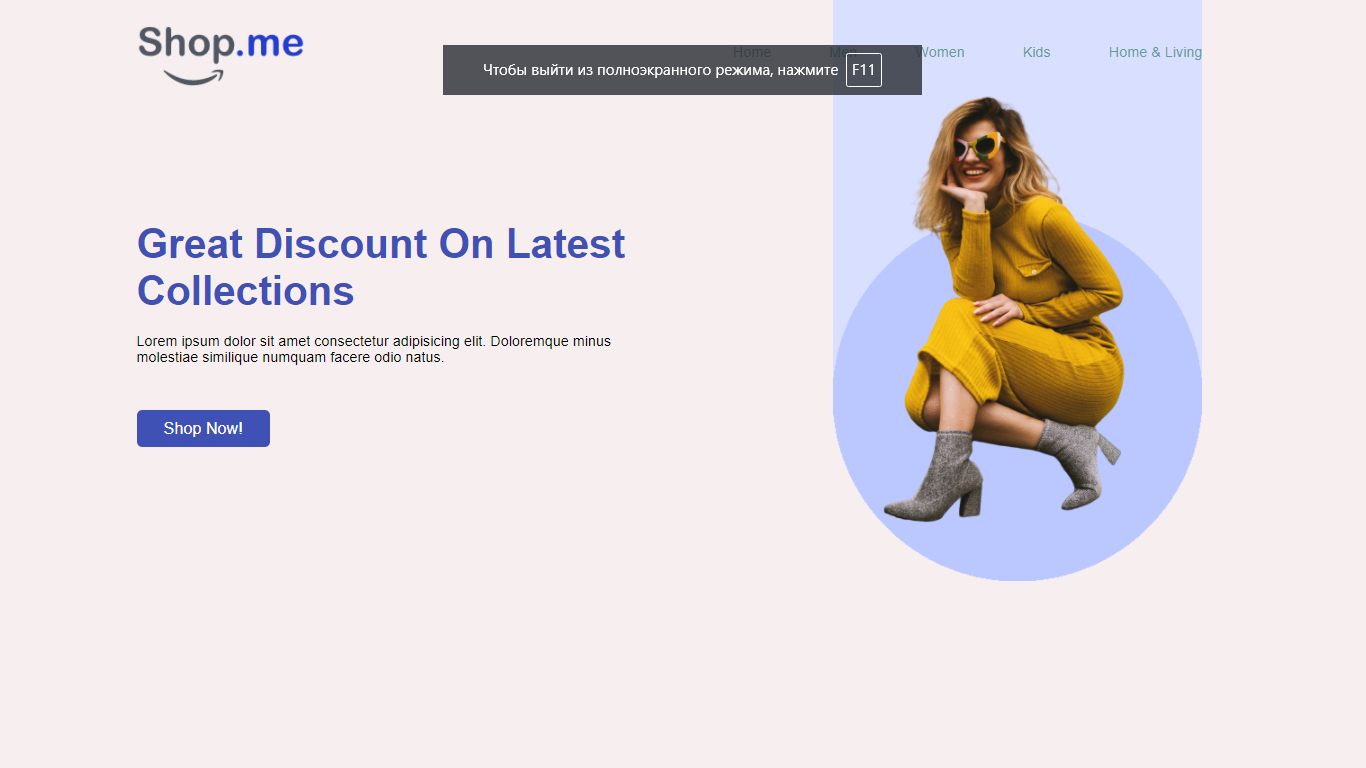 Shop.me
Home Men Women Kids Home & Living
Чтобы выйти из полноэкранного режима, нажмите F11
Great Discount On Latest
Collections
Lorem ipsum dolor sit amet consectetur adipisicing elit. Doloremque minus
molestiae similique numquam facere odio natus.
Shop Now!